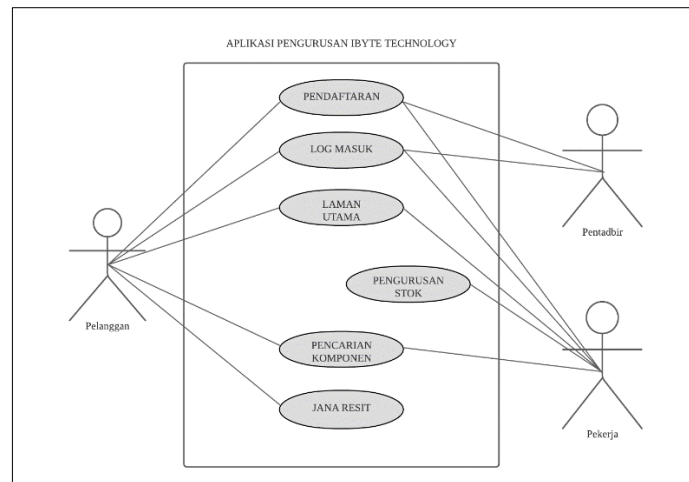 APLIKASI PENGURUSAN IBYTE TECHNOLOGY
PENDAFTARAN
LOG MASUK
LAMAN
UTAMA
Pentadbir
PENGURUSAN
STOK
Pelanggan
PENCARIAN
KOMPONEN
JANA RESIT
Pekerja